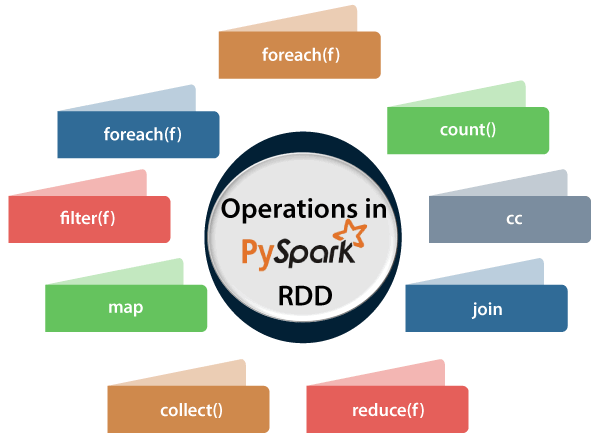 foreach(f)
foreach(f)
count()
filter(f)
Operations in
PySpark
RDD
cc
map
join
collect()
reduce(f)